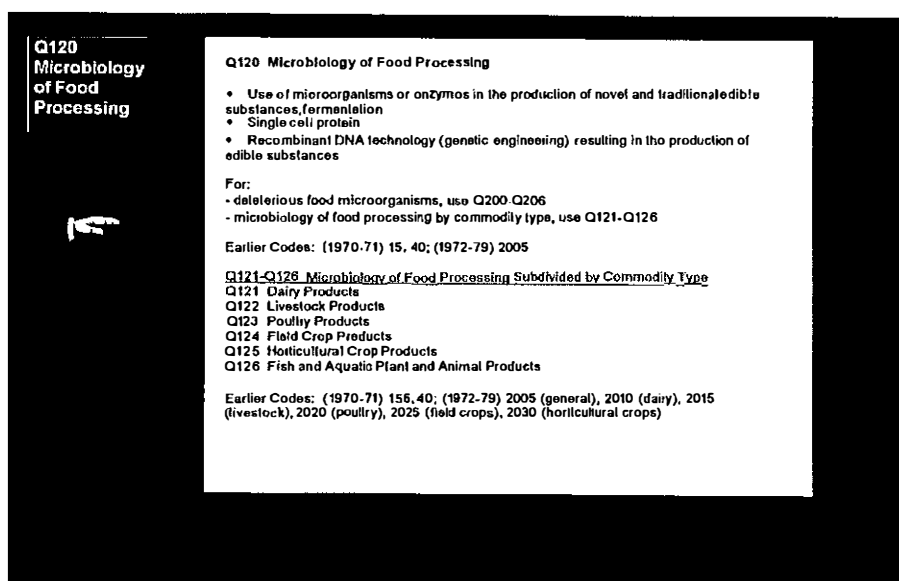 Q120
Microbiology
of Food
Processing
Q120 Microbiology of Food Processing
• Use of microorganisms or onzymos in the production of novel and traditional edible
substances, fermentation
• Single cell protein
• Recombinant DNA technology (genetic engineering) resulting in tho production of
edible substances
For:
- deleterious food microorganisms, use Q200-Q206
- microbiology of food processing by commodity type, use Q121-Q126
Earlier Codes: (1970-71) 15, 40; (1972-79) 2005
Q121-Q126 Microbiology of Food Processing Subdivided by Commodity Type
Q121 Dairy Products
Q122 Livestock Products
Q123 Poultry Products
Q124 Field Crop Products
Q125 Horticultural Crop Products
Q126 Fish and Aquatic Plant and Animal Products
Earlier Codes: (1970-71) 156, 40; (1972-79) 2005 (general), 2010 (dairy), 2015
(livestock), 2020 (poultry), 2025 (field crops), 2030 (horticultural crops)